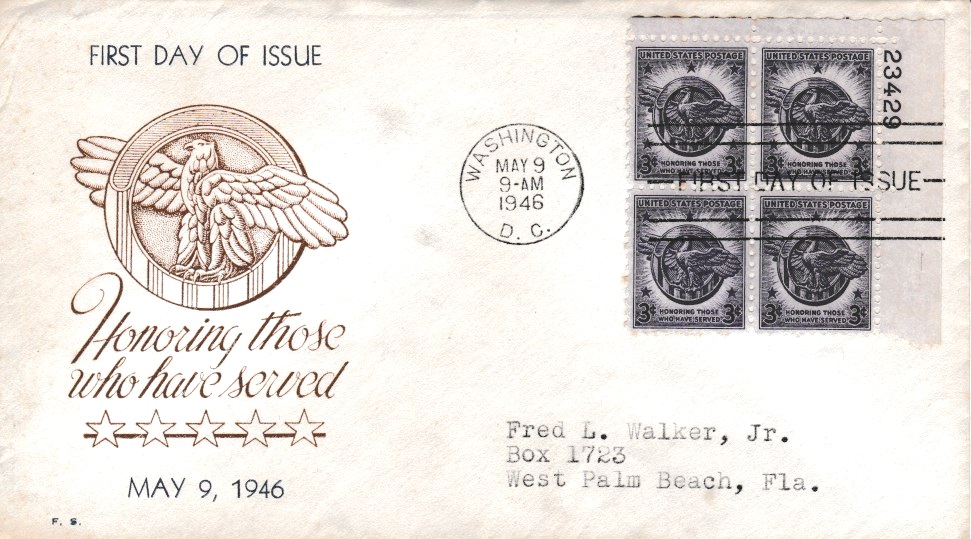 FIRST DAY OF ISSUE
Honoring those
who have served
MAY 9, 1946
F. S.
WASHINGTON
MAY 9
9-AM
1946
D. C.
UNITED STATES POSTAGE
3¢ HONORING THOSE 3¢
WHO HAVE SERVED
UNITED STATES POSTAGE
3¢ HONORING THOSE 3¢
23429
FIRST DAY OF ISSUE
UNITED STATES POSTAGE
3¢ HONORING THOSE 3¢
WHO HAVE SERVED
UNITED STATES POSTAGE
3¢ HONORING THOSE 3¢
WHO HAVE SERVED
Fred L. Walker, Jr.
Box 1723
West Palm Beach, Fla.